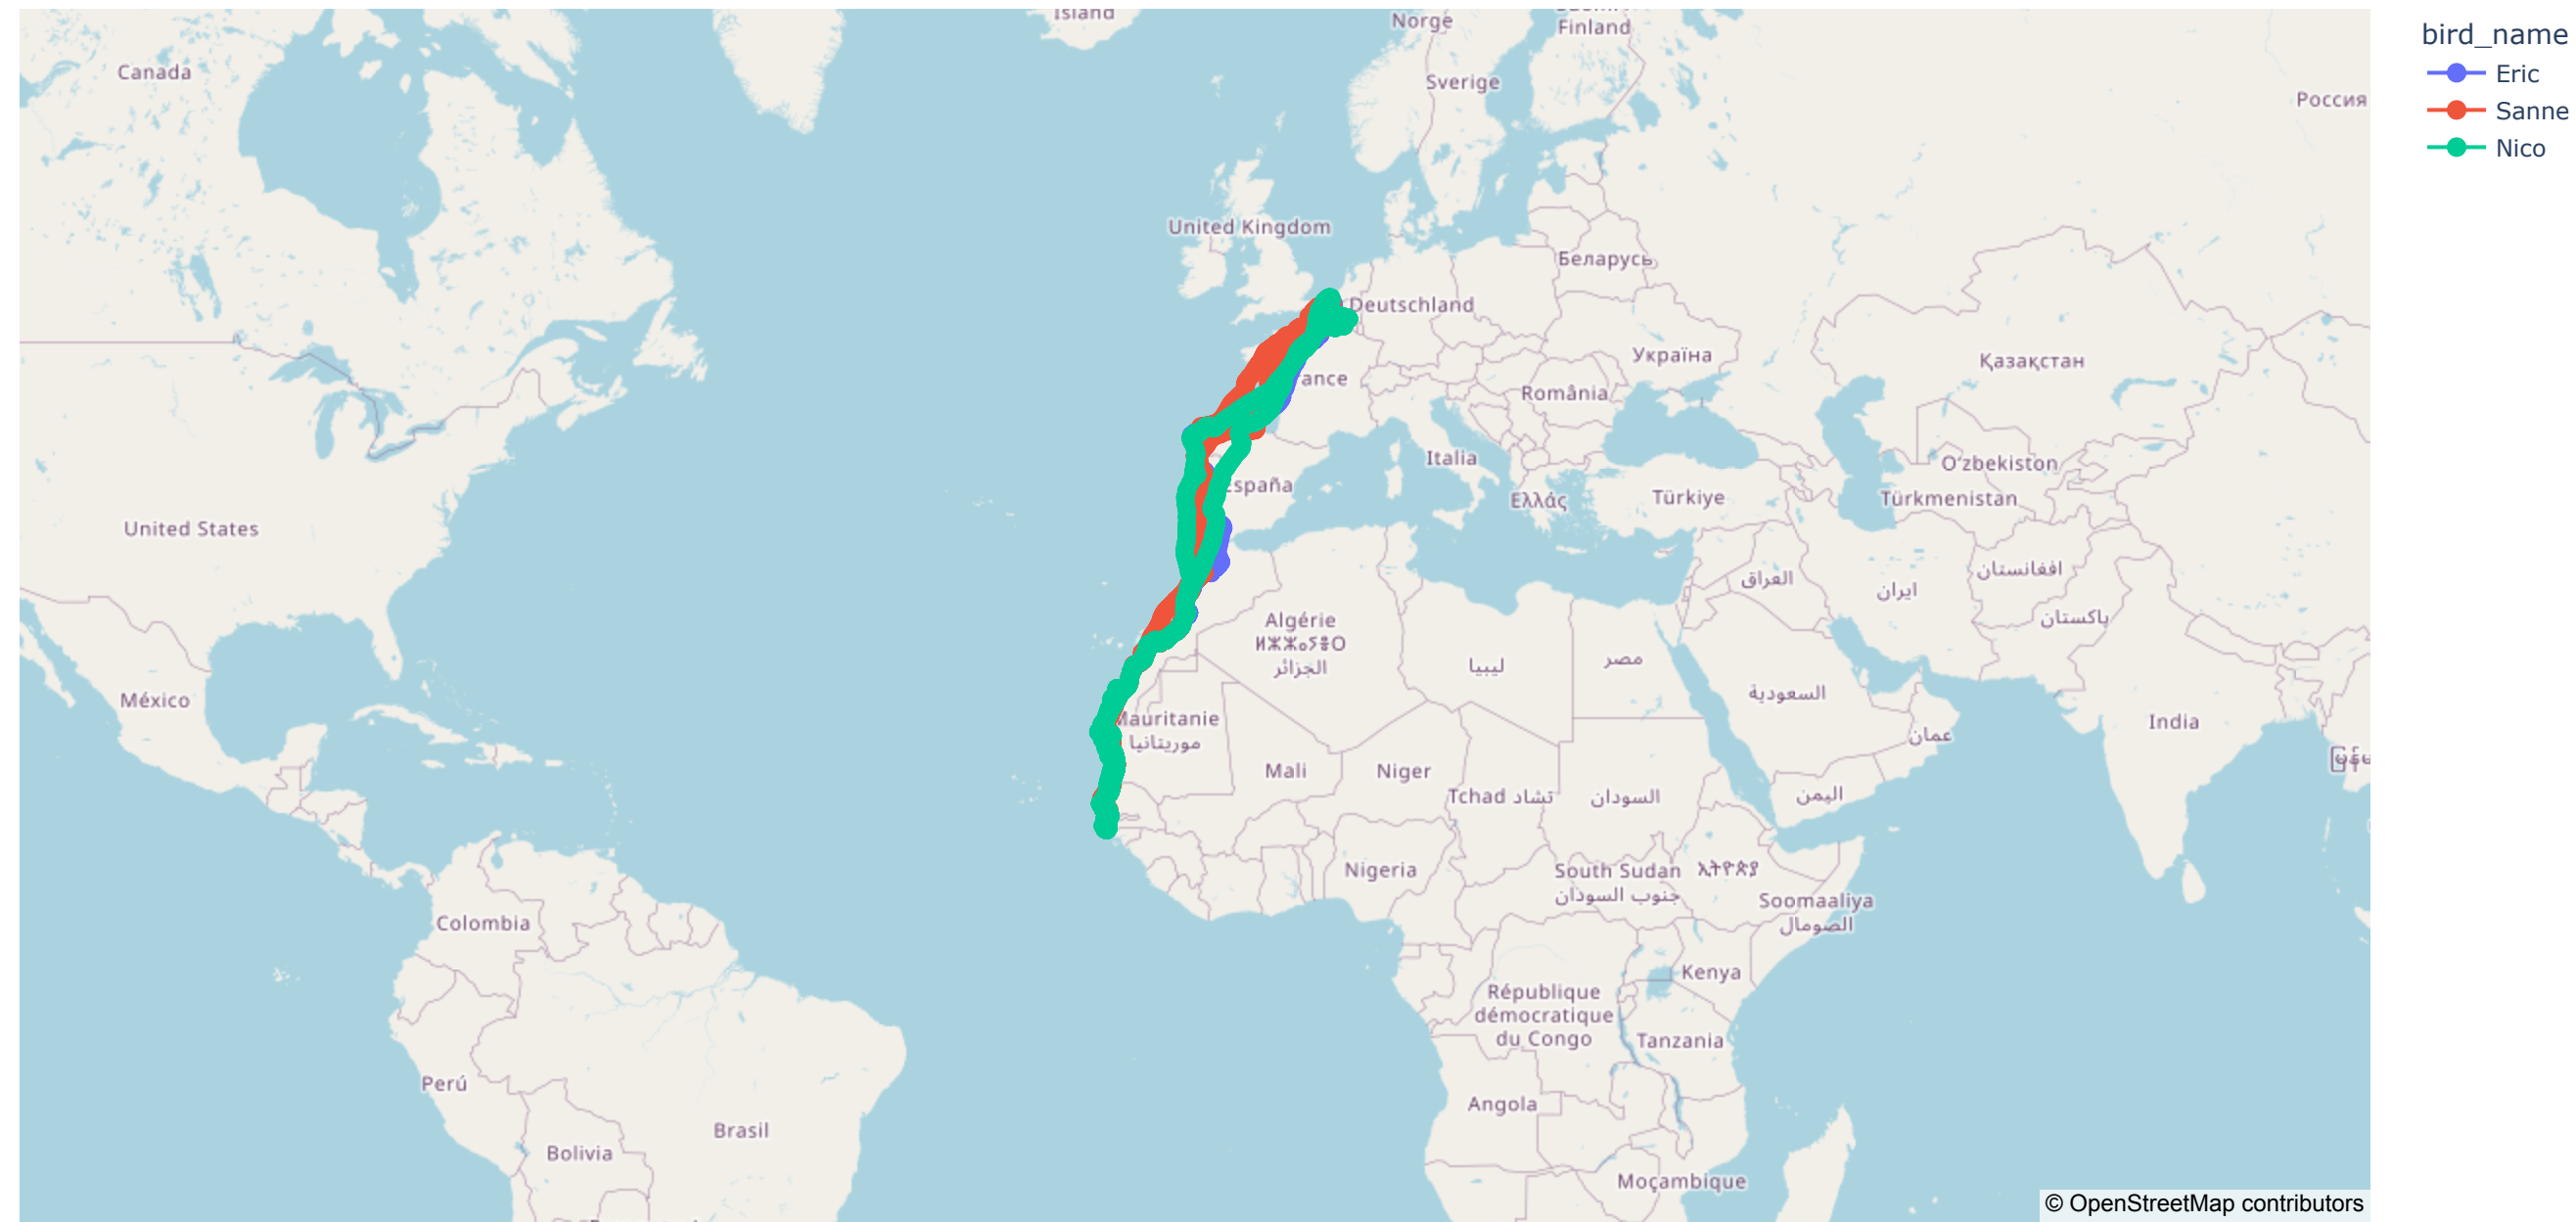 Island
Norge
Finland
Canada
Sverige
Россия
United Kingdom
Беларусь
Deutschland
Україна
Қазақстан
ance
România
Italia
O'zbekiston
España
Ελλάς
Türkiye
Türkmenistan
United States
العراق
ایران
افغانستان
پاکستان
Algérie
ⵍⵣⵣⴰⵢⴻⵔ
الجزائر
ليبيا
مصر
السعودية
México
Mauritanie
موريتانيا
India
عمان
Mali
Niger
Tchad تشاد
السودان
اليمن
Nigeria
South Sudan
جنوب السودان
ኢትዮጵያ
Soomaaliya
الصومال
Colombia
Kenya
République
démocratique
du Congo
Tanzania
Perú
Angola
Brasil
Bolivia
Moçambique
© OpenStreetMap contributors
bird_name
Eric
Sanne
Nico